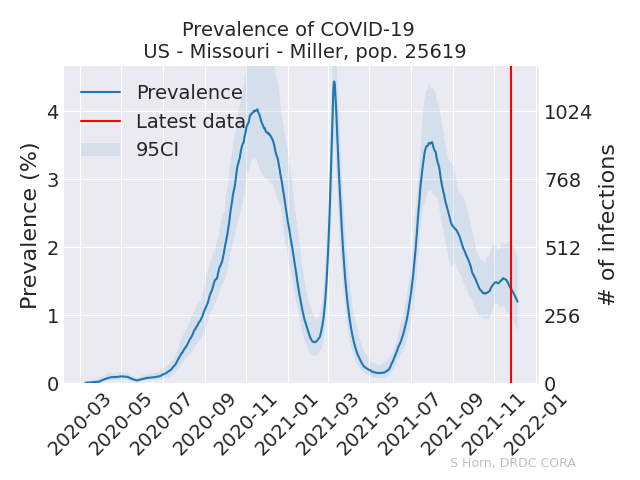 Prevalence of COVID-19
US - Missouri - Miller, pop. 25619
Prevalence
Latest data
95CI
Prevalence (%)
4
3
2
1
0
# of infections
1024
768
512
256
0
2020-03
2020-05
2020-07
2020-09
2020-11
2021-01
2021-03
2021-05
2021-07
2021-09
2021-11
2022-01
S Horn, DRDC CORA